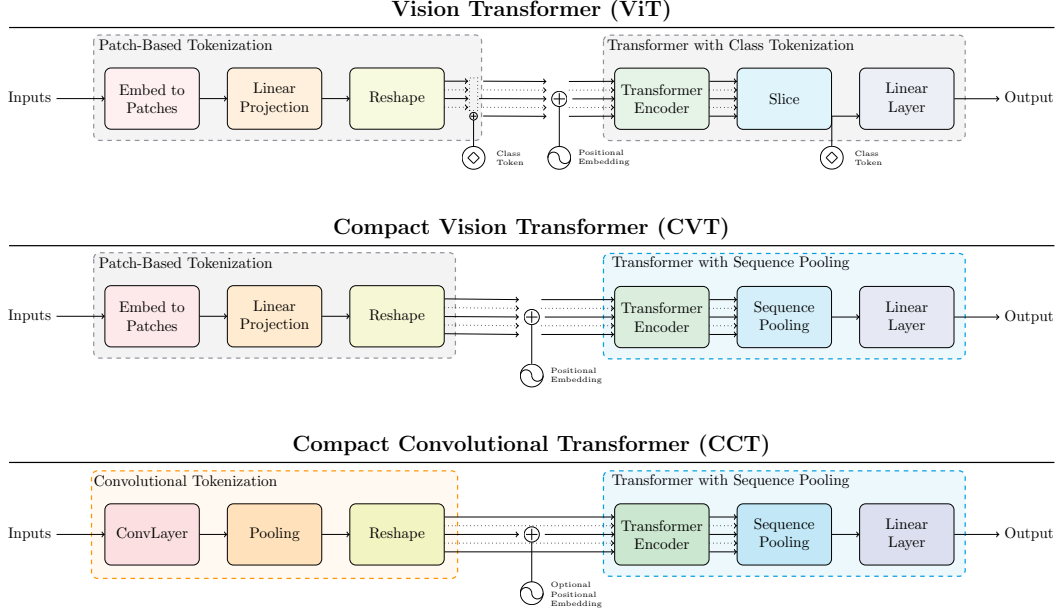 Vision Transformer (ViT)
Patch-Based Tokenization
Transformer with Class Tokenization
Inputs
Embed to
Patches
Linear
Projection
Reshape
Transformer
Encoder
Slice
Linear
Layer
Output
Class
Token
Positional
Embedding
Class
Token
Compact Vision Transformer (CVT)
Patch-Based Tokenization
Transformer with Sequence Pooling
Inputs
Embed to
Patches
Linear
Projection
Reshape
Transformer
Encoder
Sequence
Pooling
Linear
Layer
Output
Positional
Embedding
Compact Convolutional Transformer (CCT)
Convolutional Tokenization
Transformer with Sequence Pooling
Inputs
ConvLayer
Pooling
Reshape
Transformer
Encoder
Sequence
Pooling
Linear
Layer
Output
Optional
Positional
Embedding